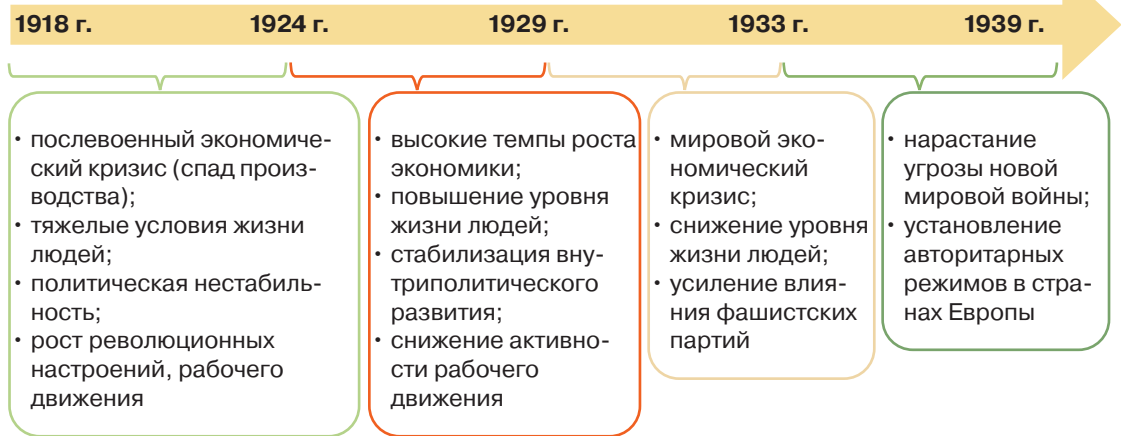 1918 г. 1924 г. 1929 г. 1933 г. 1939 г.
• послевоенный экономиче-
ский кризис (спад произ-
водства);
• тяжелые условия жизни
людей;
• политическая нестабиль-
ность;
• рост революционных
настроений, рабочего
движения
• высокие темпы роста
экономики;
• повышение уровня
жизни людей;
• стабилизация вну-
триполитического
развития;
• снижение активно-
сти рабочего
движения
• мировой эко-
номический
кризис;
• снижение уровня
жизни людей;
• усиление влия-
ния фашистских
партий
• нарастание
угрозы новой
мировой войны;
• установление
авторитарных
режимов в стра-
нах Европы